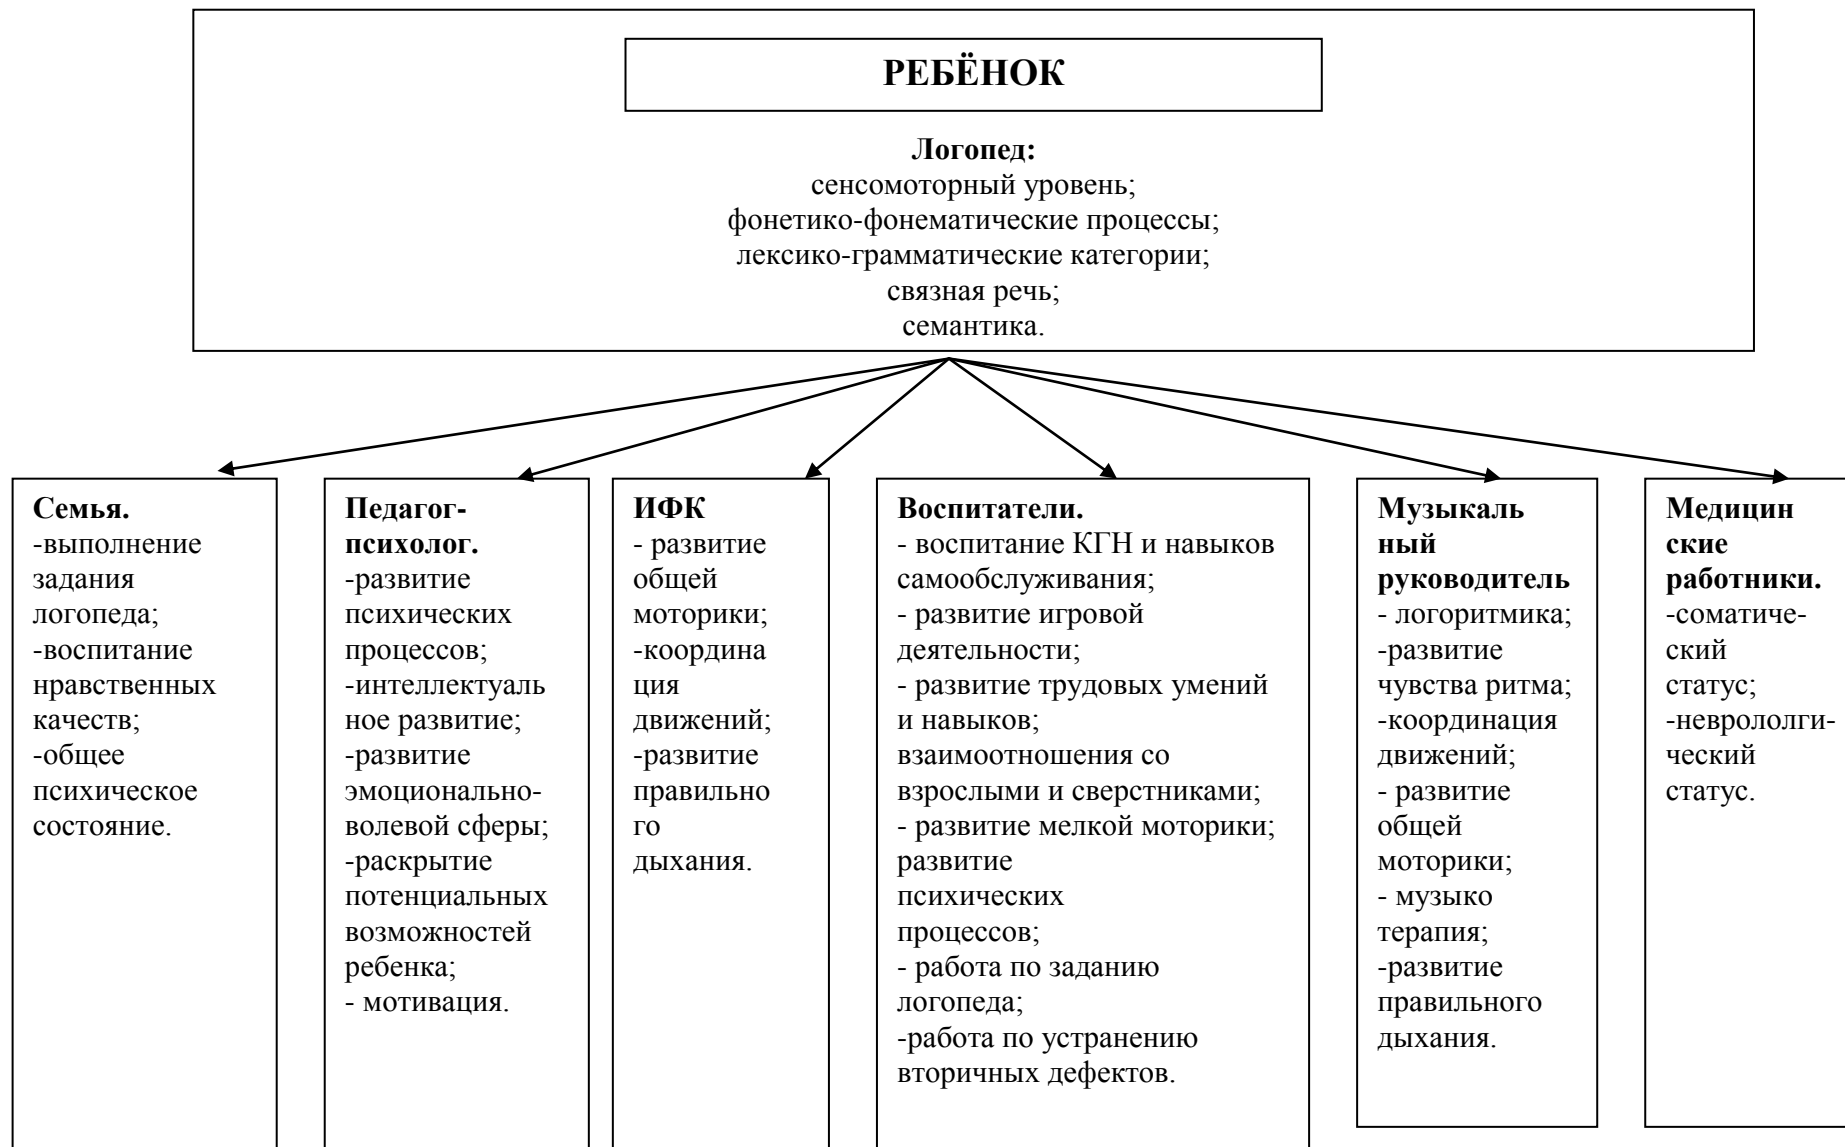 РЕБЁНОК
Логопед:
сенсомоторный уровень;
фонетико-фонематические процессы;
лексико-грамматические категории;
связная речь;
семантика.
Семья.
-выполнение
задания
логопеда;
-воспитание
нравственных
качеств;
-общее
психическое
состояние.
Педагог-
психолог.
-развитие
психических
процессов;
-интеллектуаль
ное развитие;
-развитие
эмоционально-
волевой сферы;
-раскрытие
потенциальных
возможностей
ребенка;
- мотивация.
ИФК
- развитие
общей
моторики;
-координа
ция
движений;
-развитие
правильно
го
дыхания.
Воспитатели.
- воспитание КГН и навыков
самообслуживания;
- развитие игровой
деятельности;
- развитие трудовых умений
и навыков;
взаимоотношения со
взрослыми и сверстниками;
- развитие мелкой моторики;
развитие
психических
процессов;
- работа по заданию
логопеда;
-работа по устранению
вторичных дефектов.
Музыкаль
ный
руководитель
- логоритмика;
-развитие
чувства ритма;
-координация
движений;
- развитие
общей
моторики;
- музыко
терапия;
-развитие
правильного
дыхания.
Медицин
ские
работники.
-соматиче-
ский
статус;
-неврололги-
ческий
статус.